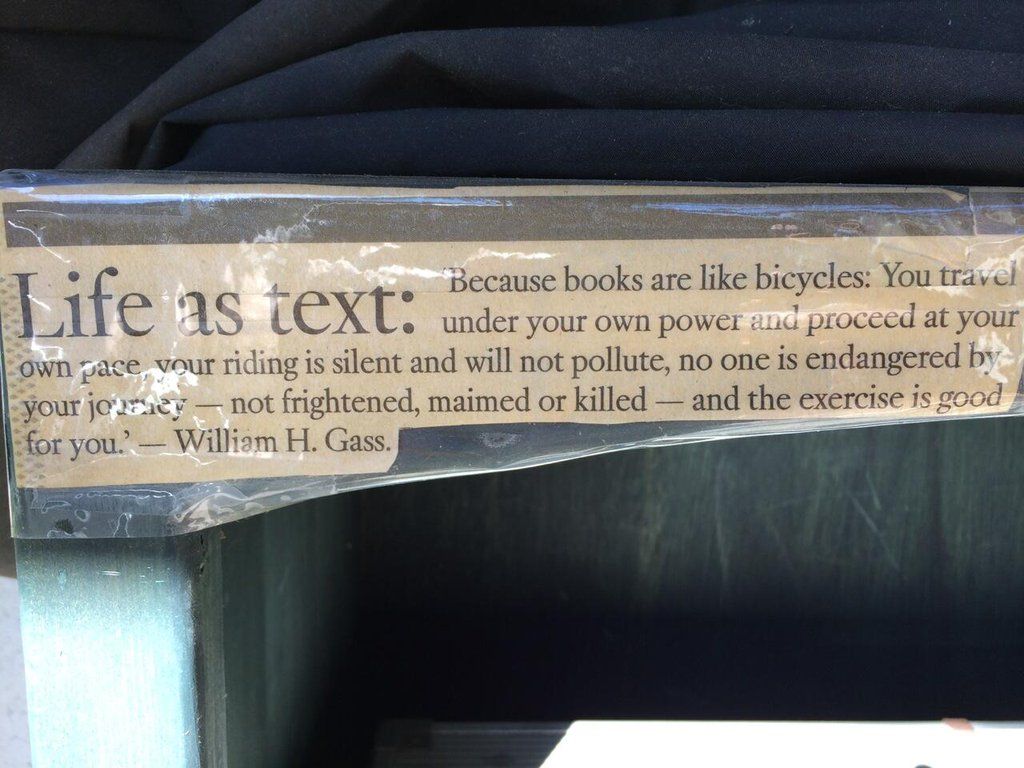 Life as text: 'Because books are like bicycles: You travel
under your own power and proceed at your
own pace, your riding is silent and will not pollute, no one is endangered by
your journey — not frightened, maimed or killed — and the exercise is good
for you.' — William H. Gass.